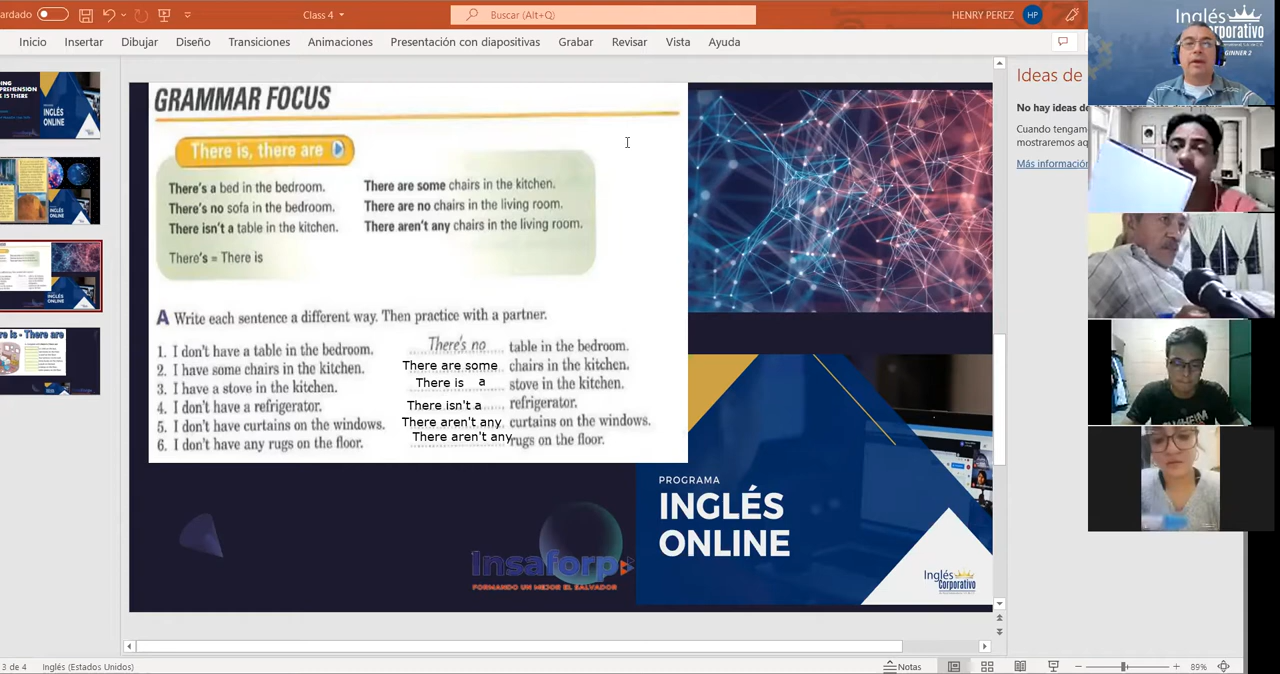 ardado
Class 4
Buscar (Alt+Q)
HENRY PEREZ
HP
Inicio
Insertar
Dibujar
Diseño
Transiciones
Animaciones
Presentación con diapositivas
Grabar
Revisar
Vista
Ayuda
GRAMMAR FOCUS
There is, there are
There's a bed in the bedroom.
There's no sofa in the bedroom.
There isn't a table in the kitchen.
There's = There is
There are some chairs in the kitchen.
There are no chairs in the living room.
There aren't any chairs in the living room.
A Write each sentence a different way. Then practice with a partner.
1. I don't have a table in the bedroom. There's no table in the bedroom.
2. I have some chairs in the kitchen. There are some chairs in the kitchen.
3. I have a stove in the kitchen. There is a stove in the kitchen.
4. I don't have a refrigerator. There isn't a refrigerator.
5. I don't have curtains on the windows. There aren't any curtains on the windows.
6. I don't have any rugs on the floor. There aren't any rugs on the floor.
PROGRAMA
INGLÉS
ONLINE
Insaforp
FORMANDO UN MEJOR EL SALVADOR
Inglés
Corporativo
Ideas de
No hay ideas de
Cuando tengam
mostraremos aq
Más información
Inglés
Corporativo
GINNER 2
INGLÉS
ONLINE
3 de 4
Inglés (Estados Unidos)
Notas
89%